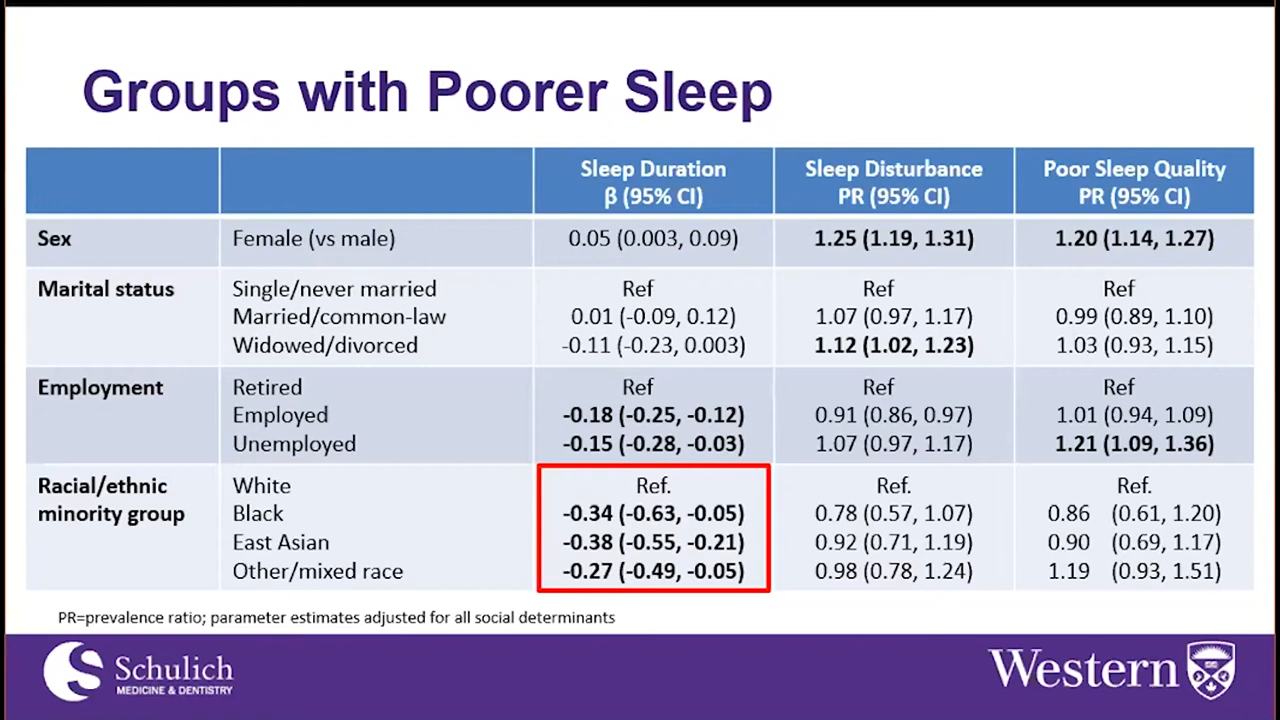 Groups with Poorer Sleep
Sleep Duration β (95% CI) Sleep Disturbance PR (95% CI) Poor Sleep Quality PR (95% CI)
Sex Female (vs male) 0.05 (0.003, 0.09) 1.25 (1.19, 1.31) 1.20 (1.14, 1.27)
Marital status Single/never married Ref Ref Ref
Married/common-law 0.01 (-0.09, 0.12) 1.07 (0.97, 1.17) 0.99 (0.89, 1.10)
Widowed/divorced -0.11 (-0.23, 0.003) 1.12 (1.02, 1.23) 1.03 (0.93, 1.15)
Employment Retired Ref Ref Ref
Employed -0.18 (-0.25, -0.12) 0.91 (0.86, 0.97) 1.01 (0.94, 1.09)
Unemployed -0.15 (-0.28, -0.03) 1.07 (0.97, 1.17) 1.21 (1.09, 1.36)
Racial/ethnic White Ref. Ref. Ref.
minority group Black -0.34 (-0.63, -0.05) 0.78 (0.57, 1.07) 0.86 (0.61, 1.20)
East Asian -0.38 (-0.55, -0.21) 0.92 (0.71, 1.19) 0.90 (0.69, 1.17)
Other/mixed race -0.27 (-0.49, -0.05) 0.98 (0.78, 1.24) 1.19 (0.93, 1.51)
PR=prevalence ratio; parameter estimates adjusted for all social determinants
Schulich
MEDICINE & DENTISTRY
Western